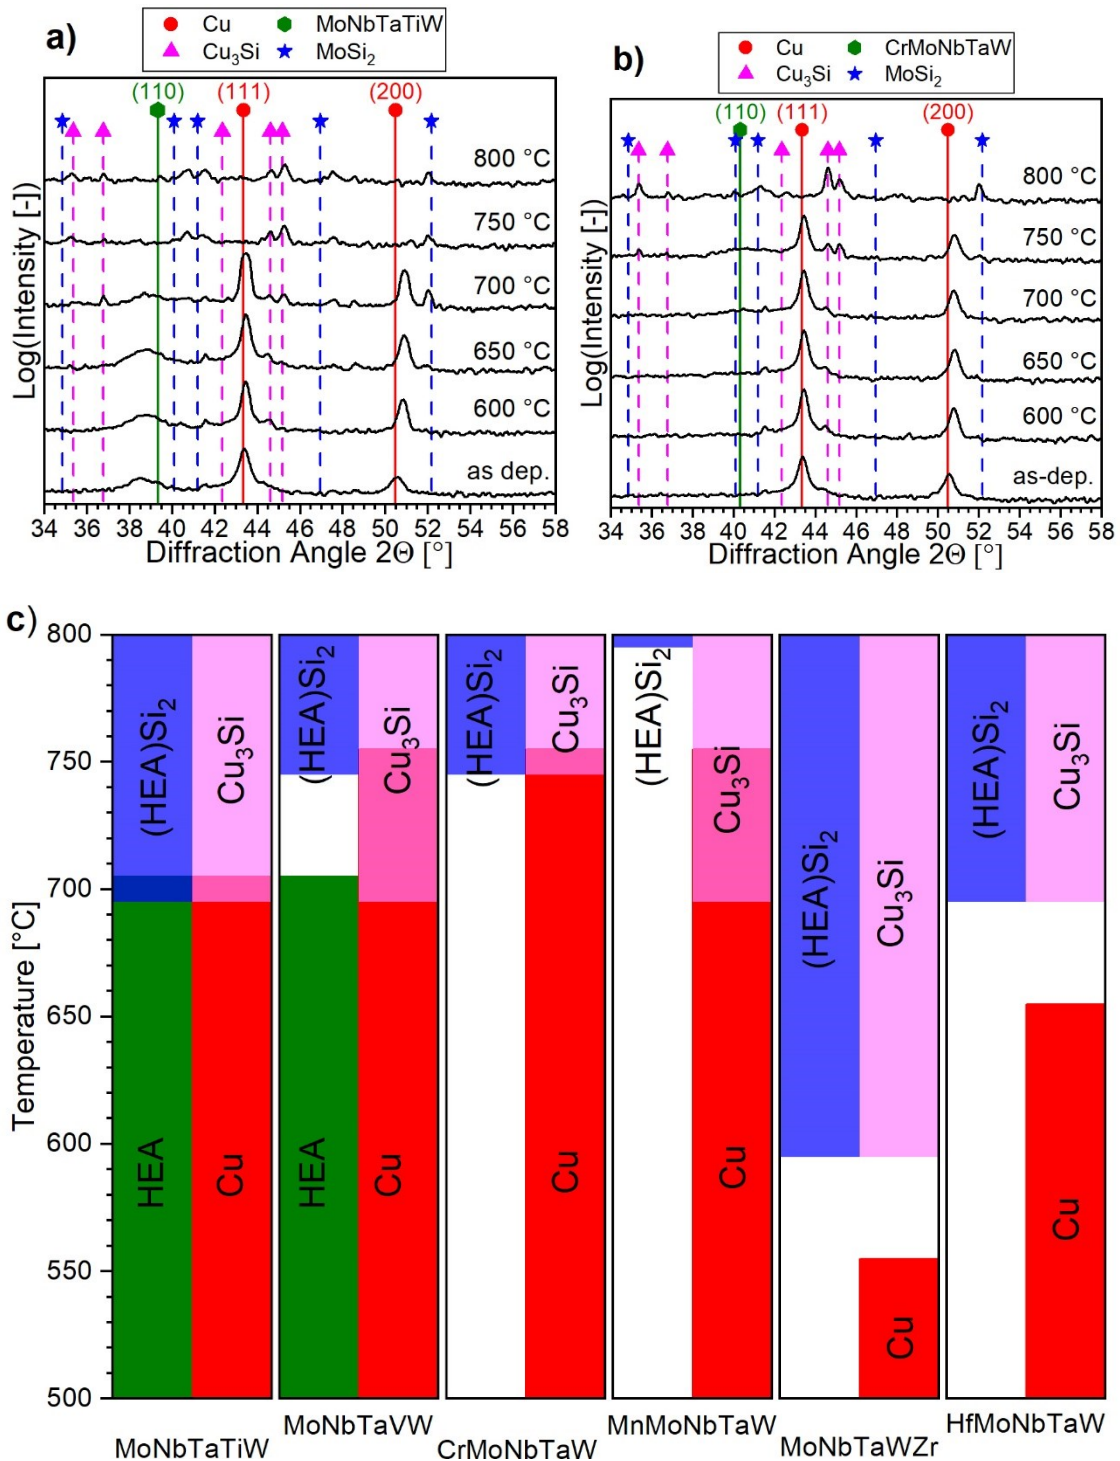 a)
Cu
MoNbTaTiW
Cu₃Si
MoSi₂
(110)
(111)
(200)
800 °C
750 °C
700 °C
650 °C
600 °C
as dep.
Log(Intensity [-])
34 36 38 40 42 44 46 48 50 52 54 56 58
Diffraction Angle 2Θ [°]
b)
Cu
CrMoNbTaW
Cu₃Si
MoSi₂
(110)
(111)
(200)
800 °C
750 °C
700 °C
650 °C
600 °C
as-dep.
Log(Intensity [-])
34 36 38 40 42 44 46 48 50 52 54 56 58
Diffraction Angle 2Θ [°]
c)
Temperature [°C]
800
750
700
650
600
550
500
(HEA)Si₂
HEA
Cu₃Si
Cu
MoNbTaTiW
(HEA)Si₂
HEA
Cu₃Si
Cu
MoNbTaVW
(HEA)Si₂
Cu₃Si
Cu
CrMoNbTaW
(HEA)Si₂
Cu₃Si
Cu
MnMoNbTaW
(HEA)Si₂
Cu₃Si
Cu
MoNbTaWZr
(HEA)Si₂
Cu₃Si
Cu
HfMoNbTaW